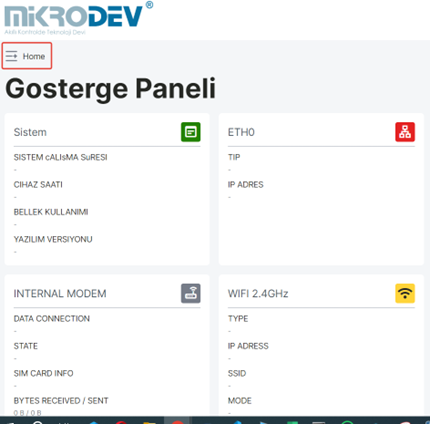 MiKRODEV®
Akıllı Kontrolde Teknoloji Devi
Home
Gosterge Paneli
Sistem
SISTEM cALIsMA SuRESI
-
CIHAZ SAATI
-
BELLEK KULLANIMI
-
YAZILIM VERSIYONU
-
ETH0
TIP
-
IP ADRES
-
INTERNAL MODEM
DATA CONNECTION
-
STATE
-
SIM CARD INFO
-
BYTES RECEIVED / SENT
0 B / 0 B
WIFI 2.4GHz
TYPE
-
IP ADRESS
-
SSID
-
MODE
-